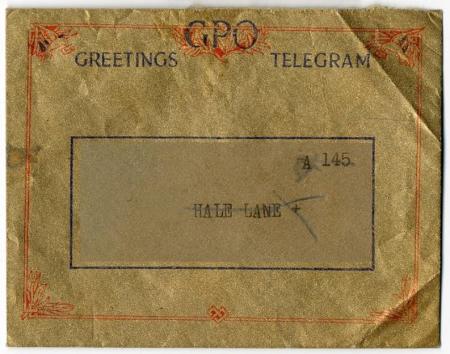 GPO
GREETINGS TELEGRAM
A 145
HALE LANE +